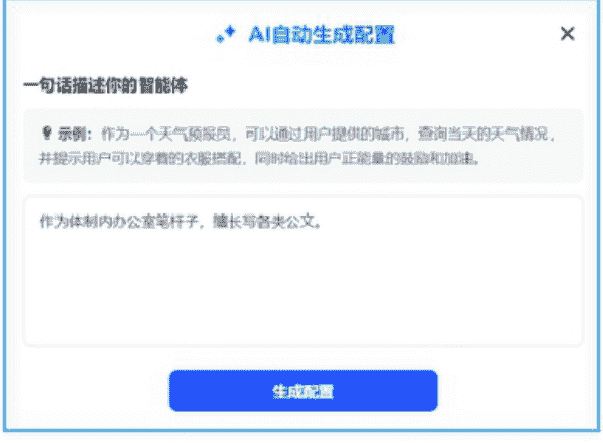 AI自动生成配置
一句话描述你的智能体
示例：作为一个天气预报员，可以通过用户提供的城市，查询当天的天气情况，
并提示用户可以穿着的衣服搭配，同时给出用户正能量的鼓励和加油。
作为体制内办公室笔杆子，擅长写各类公文。
生成配置